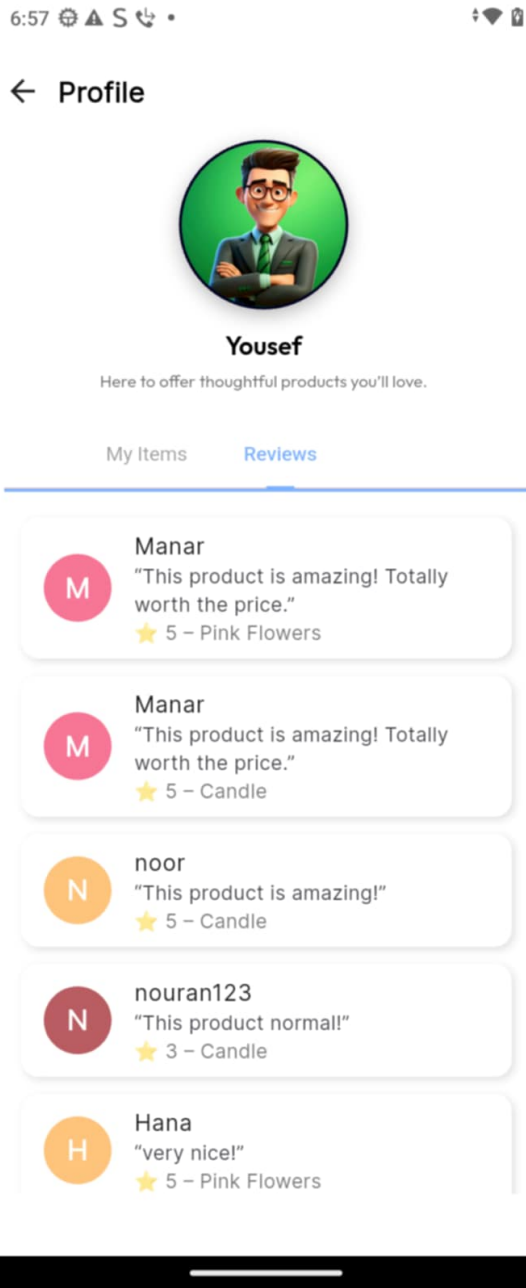 6:57
Profile
Yousef
Here to offer thoughtful products you'll love.
My Items Reviews
M
Manar
“This product is amazing! Totally
worth the price.”
⭐ 5 – Pink Flowers
M
Manar
“This product is amazing! Totally
worth the price.”
⭐ 5 – Candle
N
noor
“This product is amazing!”
⭐ 5 – Candle
N
nouran123
“This product normal!”
⭐ 3 – Candle
H
Hana
“very nice!”
⭐ 5 – Pink Flowers